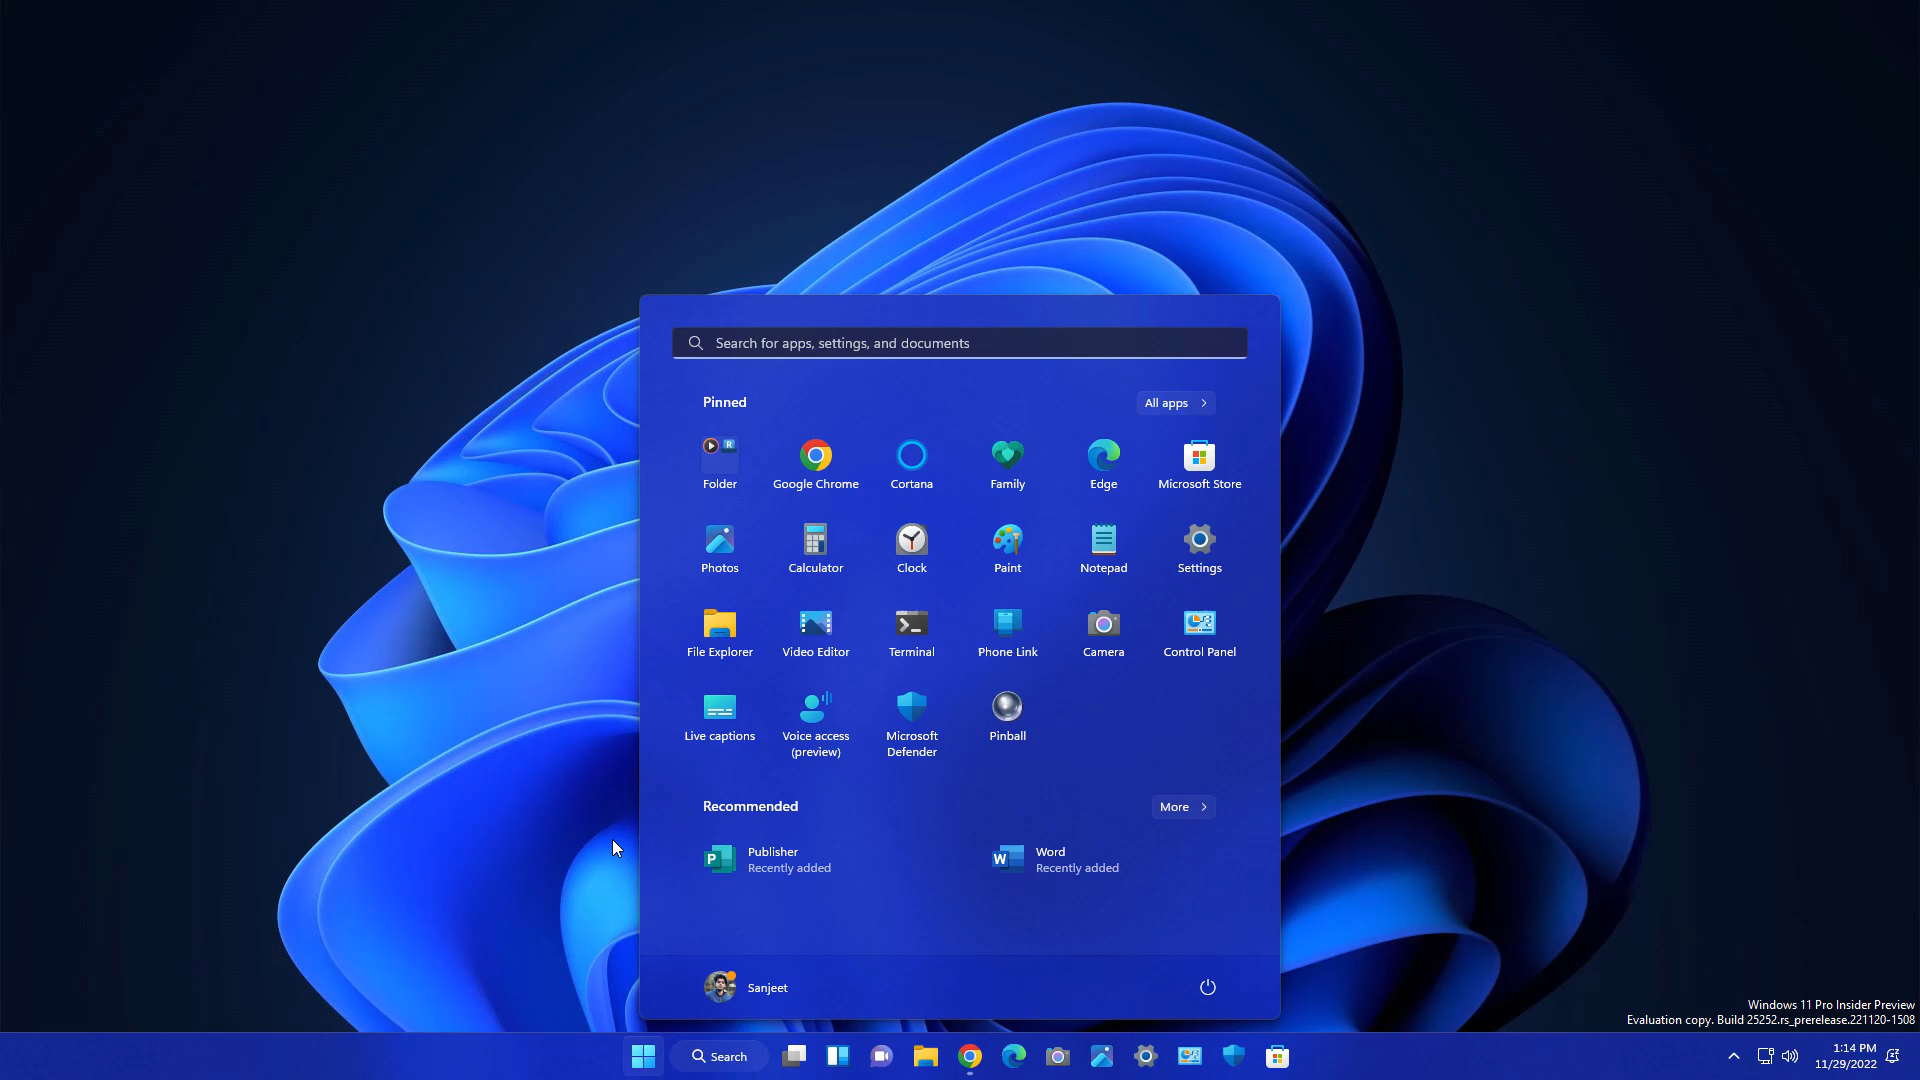 Search for apps, settings, and documents
Pinned
All apps
R
Folder
Google Chrome
Cortana
Family
Edge
Microsoft Store
Photos
Calculator
Clock
Paint
Notepad
Settings
File Explorer
Video Editor
Terminal
Phone Link
Camera
Control Panel
Live captions
Voice access
(preview)
Microsoft
Defender
Pinball
Recommended
More
P
Publisher
Recently added
W
Word
Recently added
Sanjeet
Windows 11 Pro Insider Preview
Evaluation copy. Build 25252.rs_prerelease.221120-1508
Search
1:14 PM
11/29/2022